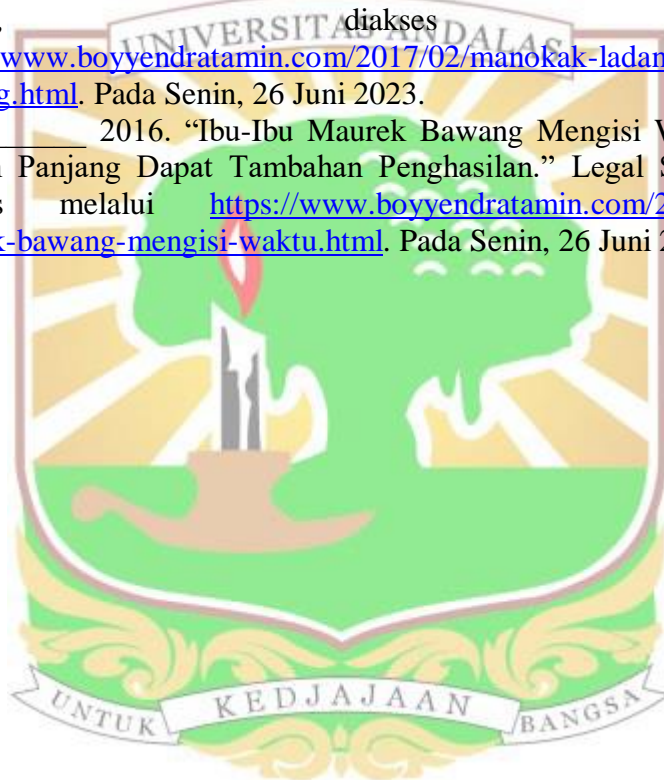 diakses
UNIVERSITAS ANDALAS
www.boyyendratamin.com/2017/02/manokak-ladan
g.html. Pada Senin, 26 Juni 2023.
______ 2016. “Ibu-Ibu Maurek Bawang Mengisi
Panjang Dapat Tambahan Penghasilan.” Legal S
melalui https://www.boyyendratamin.com/2
k-bawang-mengisi-waktu.html. Pada Senin, 26 Juni 2
UNTUK KEDJAJAAN BANGSA